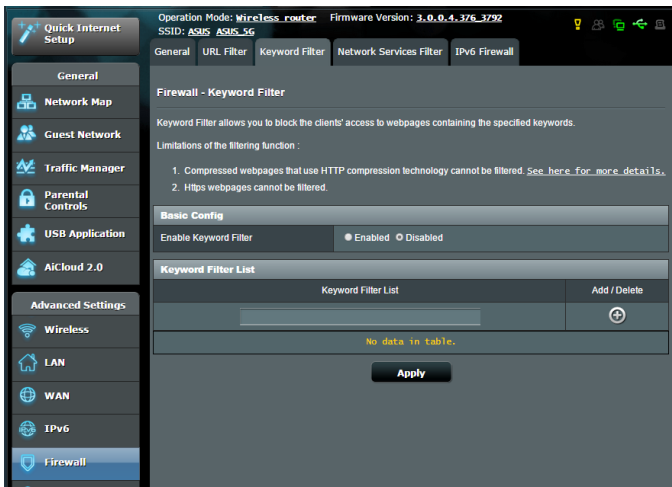 Quick Internet
Setup
Operation Mode: Wireless router Firmware Version: 3.0.0.4.376_3792
SSID: ASUS ASUS_5G
General URL Filter Keyword Filter Network Services Filter IPv6 Firewall
General
Network Map
Guest Network
Traffic Manager
Parental
Controls
USB Application
AiCloud 2.0
Advanced Settings
Wireless
LAN
WAN
IPv6
Firewall
Firewall - Keyword Filter
Keyword Filter allows you to block the clients' access to webpages containing the specified keywords.
Limitations of the filtering function :
1. Compressed webpages that use HTTP compression technology cannot be filtered. See here for more details.
2. Https webpages cannot be filtered.
Basic Config
Enable Keyword Filter Enabled Disabled
Keyword Filter List
Keyword Filter List Add / Delete
No data in table.
Apply